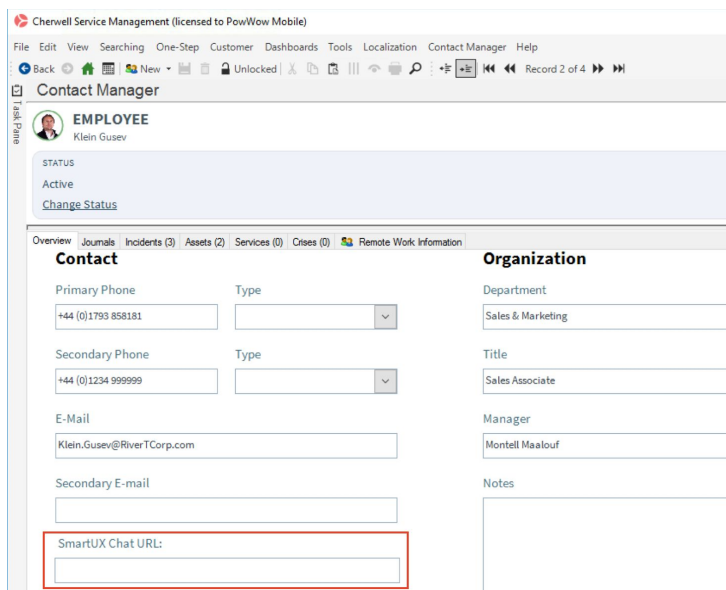 Cherwell Service Management (licensed to PowWow Mobile)
File Edit View Searching One-Step Customer Dashboards Tools Localization Contact Manager Help
Back New Unlocked Record 2 of 4
Contact Manager
Task Pane
EMPLOYEE
Klein Gusev
STATUS
Active
Change Status
Overview Journals Incidents (3) Assets (2) Services (0) Crises (0) Remote Work Information
Contact
Organization
Primary Phone Type Department
+44 (0)1793 858181 Sales & Marketing
Secondary Phone Type Title
+44 (0)1234 999999 Sales Associate
E-Mail Manager
Klein.Gusev@RiverTCorp.com Montell Maalouf
Secondary E-mail Notes
SmartUX Chat URL: